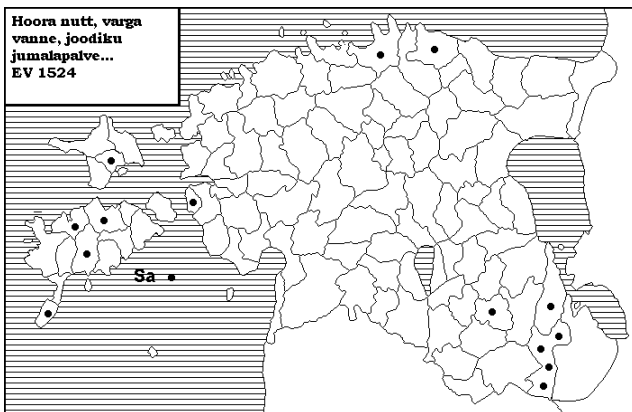 Hoora nutt, varga
vanne, joodiku
jumalapalve...
EV 1524
Sa